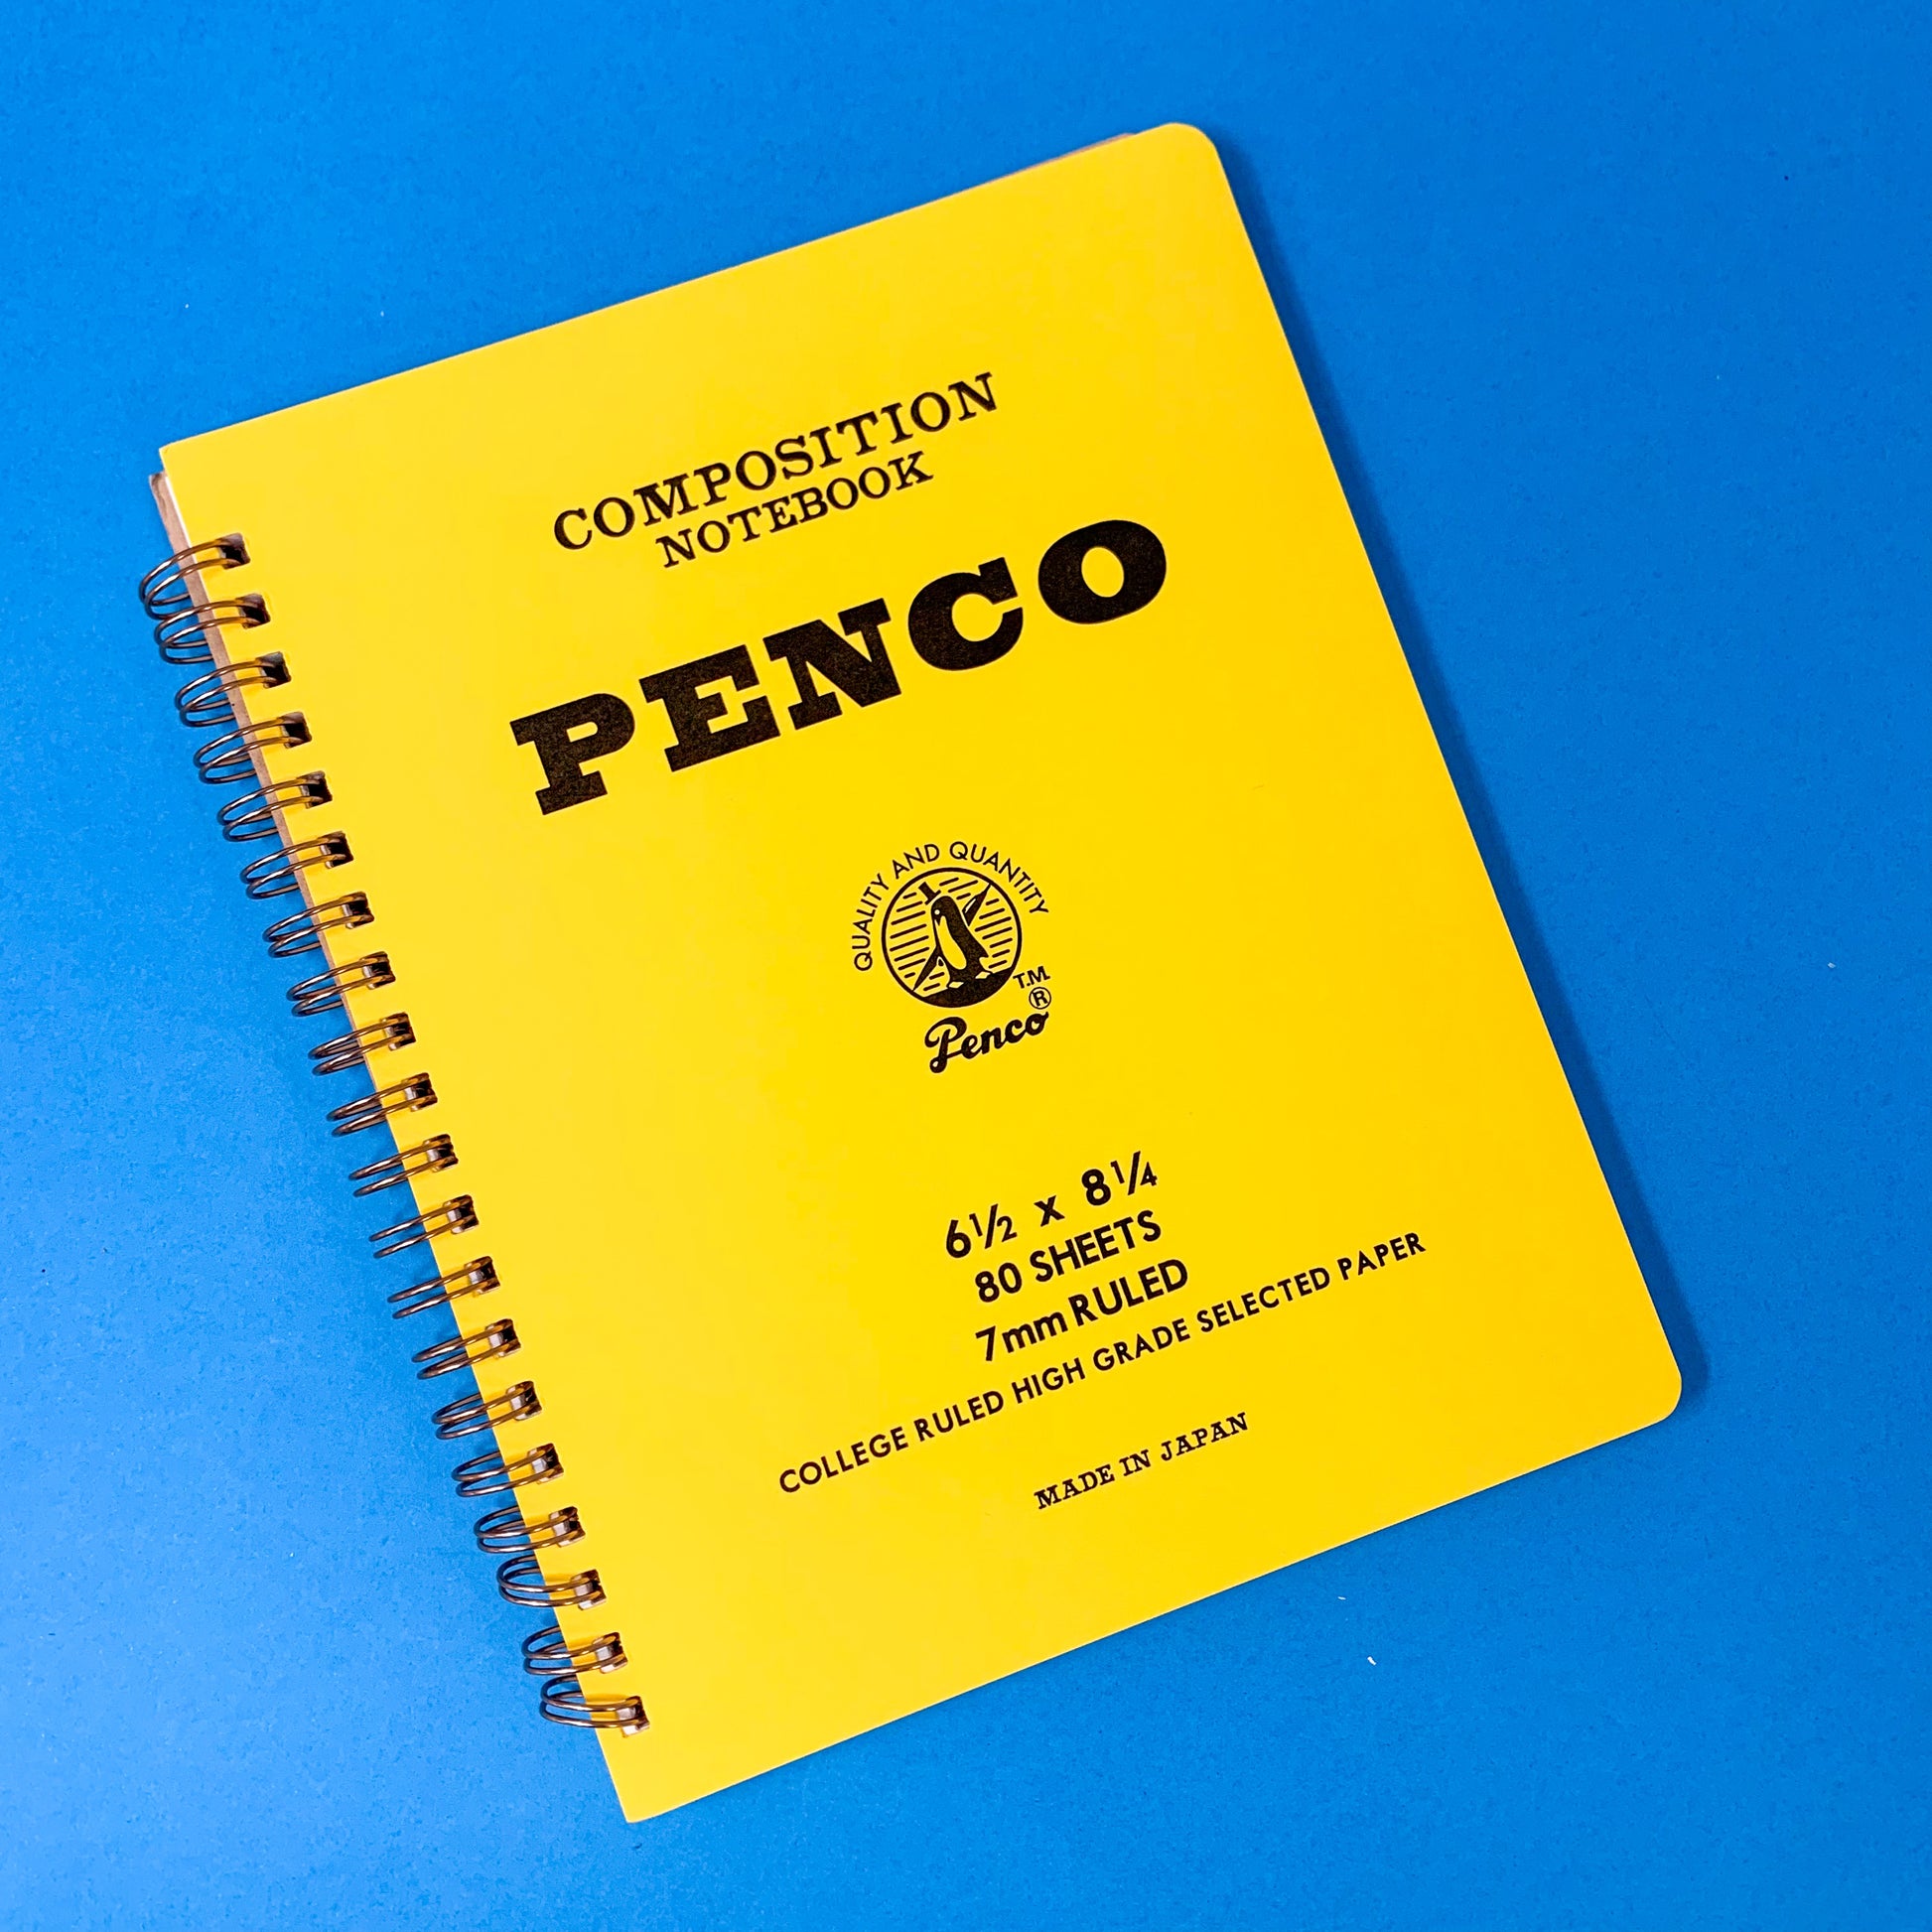 COMPOSITION
NOTEBOOK
PENCO
QUALITY AND QUANTITY
T.M.
®
Penco
6½ x 8¼
80 SHEETS
7mm RULED
COLLEGE RULED HIGH GRADE SELECTED PAPER
MADE IN JAPAN